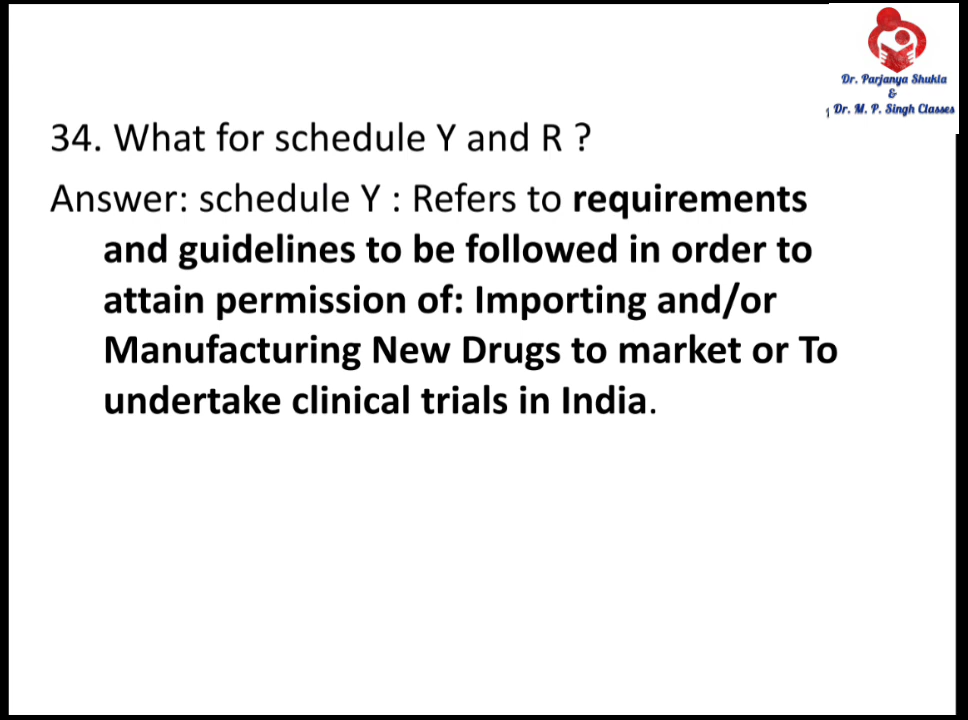 Dr. Parjanya Shukla
&
Dr. M. P. Singh Classes
34. What for schedule Y and R ?
Answer: schedule Y : Refers to requirements
and guidelines to be followed in order to
attain permission of: Importing and/or
Manufacturing New Drugs to market or To
undertake clinical trials in India.